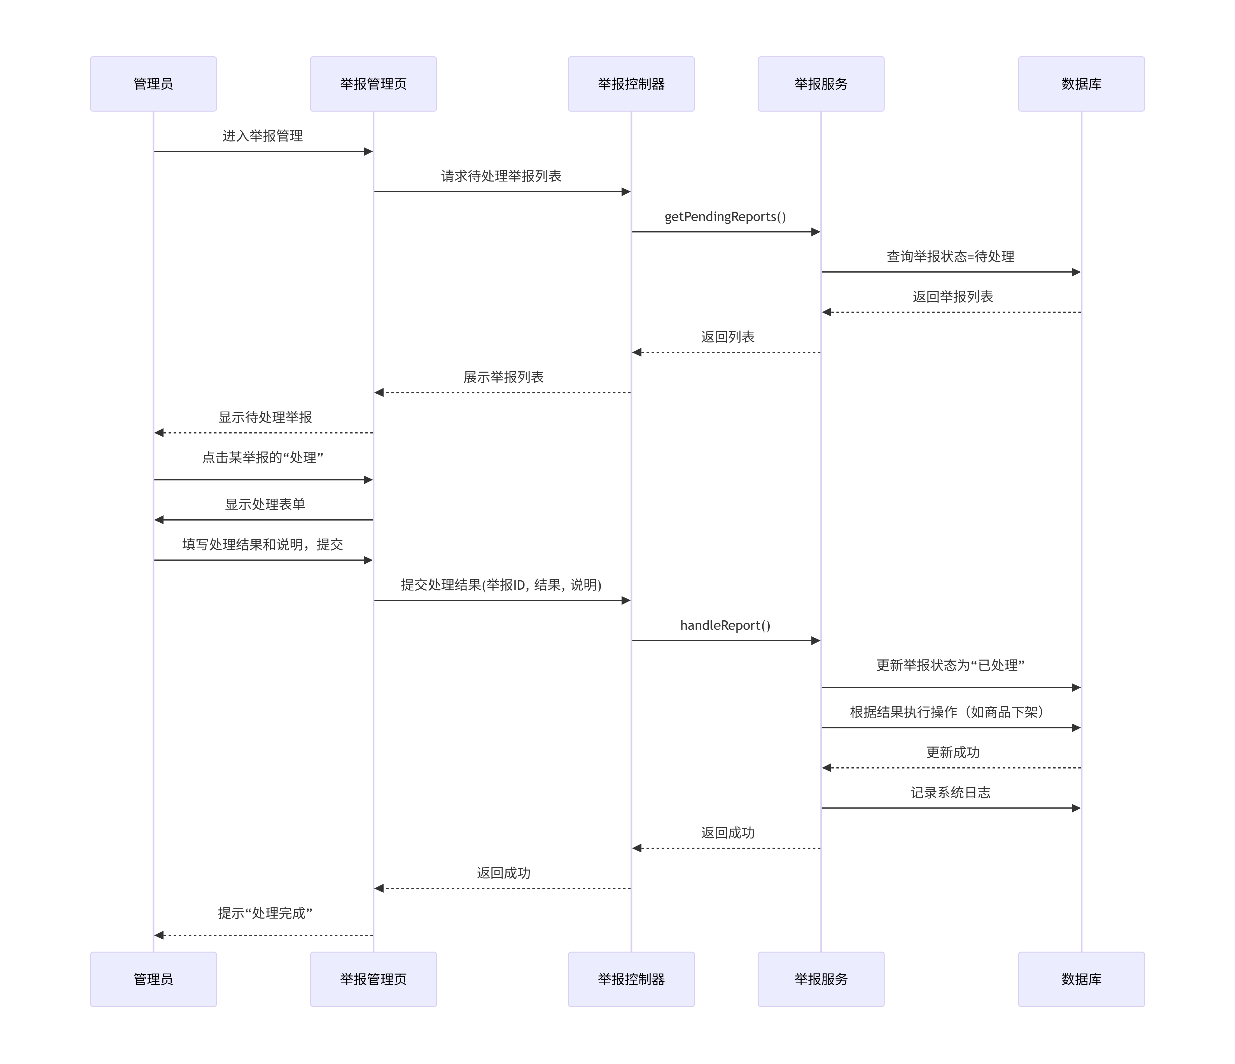 管理员
举报管理页
举报控制器
举报服务
数据库
进入举报管理
请求待处理举报列表
getPendingReports()
查询举报状态=待处理
返回举报列表
返回列表
展示举报列表
显示待处理举报
点击某举报的“处理”
显示处理表单
填写处理结果和说明，提交
提交处理结果(举报ID, 结果, 说明)
handleReport()
更新举报状态为“已处理”
根据结果执行操作（如商品下架）
更新成功
记录系统日志
返回成功
返回成功
提示“处理完成”
管理员
举报管理页
举报控制器
举报服务
数据库